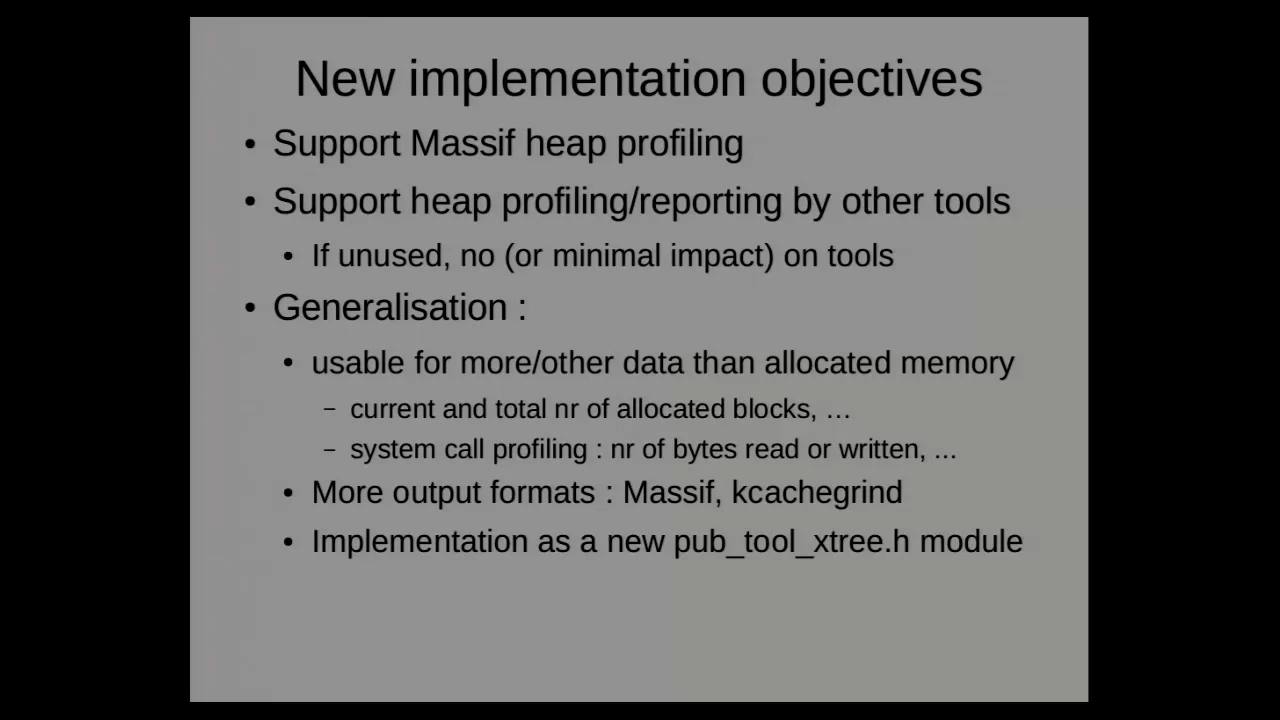 New implementation objectives
• Support Massif heap profiling
• Support heap profiling/reporting by other tools
• If unused, no (or minimal impact) on tools
• Generalisation :
• usable for more/other data than allocated memory
– current and total nr of allocated blocks, …
– system call profiling : nr of bytes read or written, ...
• More output formats : Massif, kcachegrind
• Implementation as a new pub_tool_xtree.h module